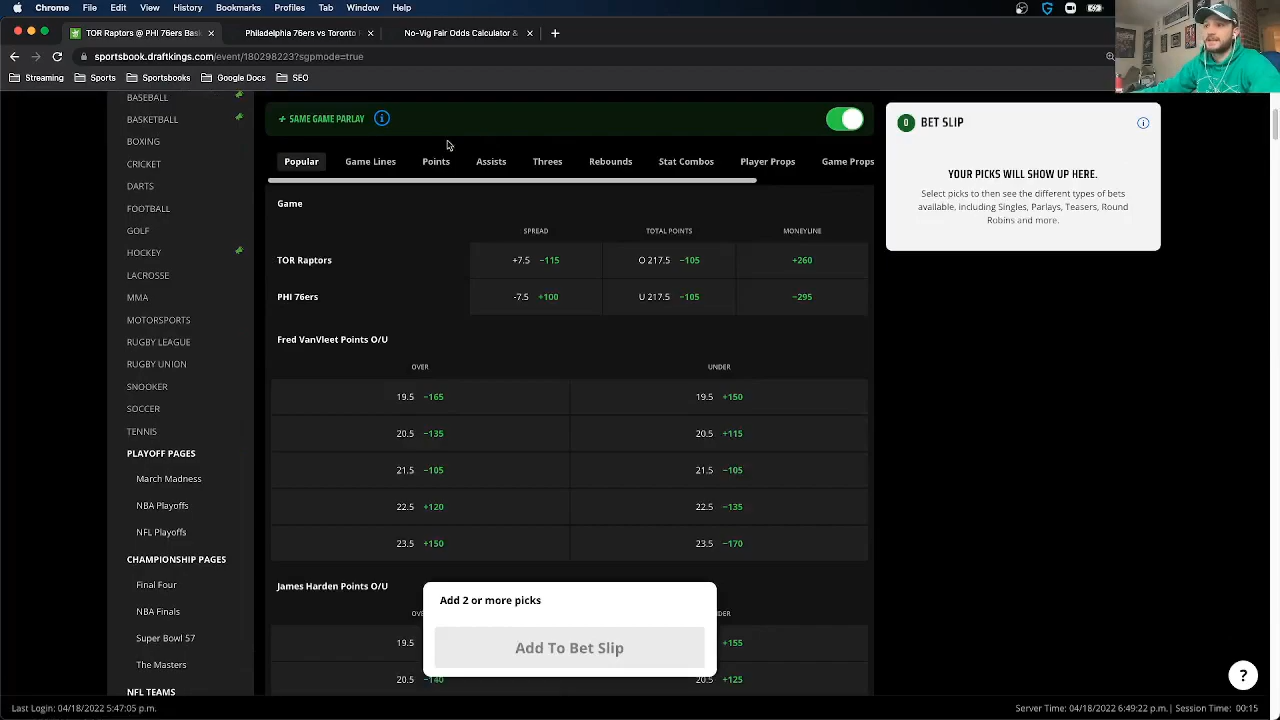 Chrome File Edit View History Bookmarks Profiles Tab Window Help
TOR Raptors @ PHI 76ers Bask × Philadelphia 76ers vs Toronto × No-Vig Fair Odds Calculator & × +
sportsbook.draftkings.com/event/180298223?sgpmode=true
Streaming Sports Sportsbooks Google Docs SEO
BASEBALL
BASKETBALL
BOXING
CRICKET
DARTS
FOOTBALL
GOLF
HOCKEY
LACROSSE
MMA
MOTORSPORTS
RUGBY LEAGUE
RUGBY UNION
SNOOKER
SOCCER
TENNIS
PLAYOFF PAGES
March Madness
NBA Playoffs
NFL Playoffs
CHAMPIONSHIP PAGES
Final Four
NBA Finals
Super Bowl 57
The Masters
NFL TEAMS
+ SAME GAME PARLAY i
Popular Game Lines Points Assists Threes Rebounds Stat Combos Player Props Game Props
Game
SPREAD TOTAL POINTS MONEYLINE
TOR Raptors +7.5 −115 O 217.5 −105 +260
PHI 76ers -7.5 +100 U 217.5 −105 −295
Fred VanVleet Points O/U
OVER UNDER
19.5 −165 19.5 +150
20.5 −135 20.5 +115
21.5 −105 21.5 −105
22.5 +120 22.5 −135
23.5 +150 23.5 −170
James Harden Points O/U
19.5 +155
20.5 −140 20.5 +125
Add 2 or more picks
Add To Bet Slip
0 BET SLIP i
YOUR PICKS WILL SHOW UP HERE.
Select picks to then see the different types of bets
available, including Singles, Parlays, Teasers, Round
Robins and more.
?
Last Login: 04/18/2022 5:47:05 p.m. Server Time: 04/18/2022 6:49:22 p.m. | Session Time: 00:15